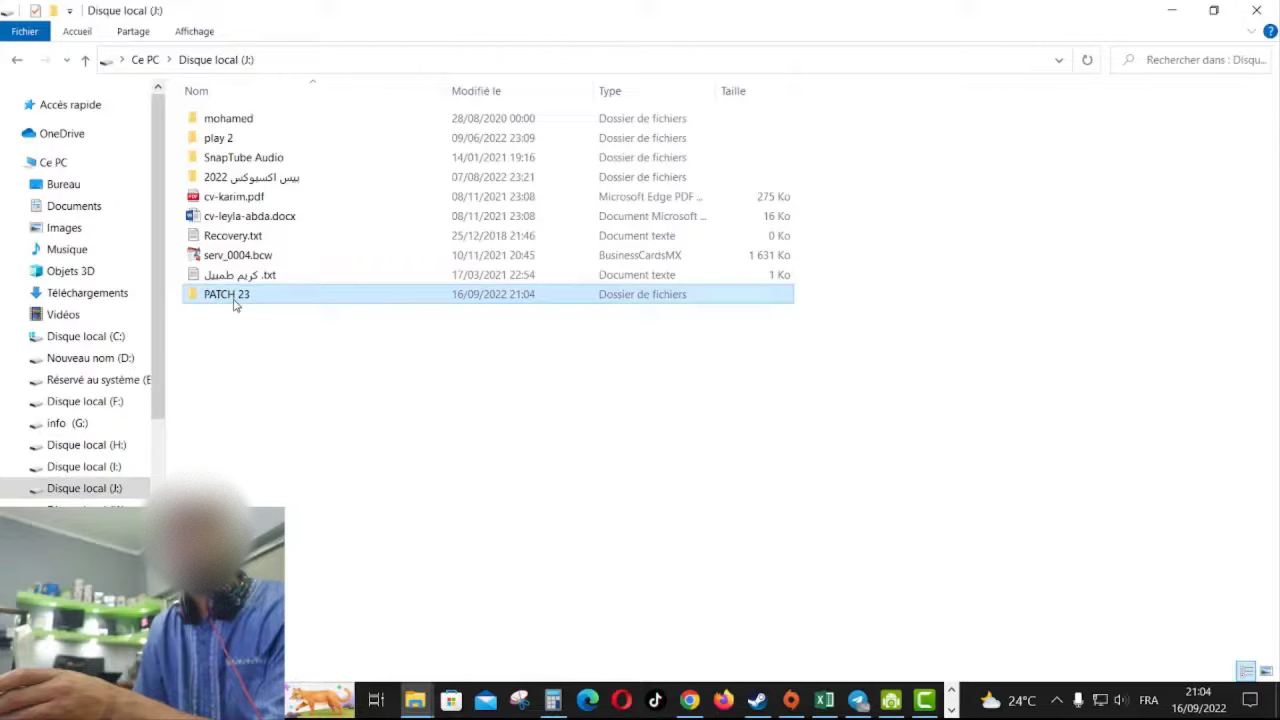 Disque local (J:)
Fichier Accueil Partage Affichage
Ce PC Disque local (J:) Rechercher dans : Disqu...
Nom Modifié le Type Taille
Accès rapide
OneDrive
Ce PC
Bureau
Documents
Images
Musique
Objets 3D
Téléchargements
Vidéos
Disque local (C:)
Nouveau nom (D:)
Réservé au système (E
Disque local (F:)
info (G:)
Disque local (H:)
Disque local (I:)
Disque local (J:)
mohamed 28/08/2020 00:00 Dossier de fichiers
play 2 09/06/2022 23:09 Dossier de fichiers
SnapTube Audio 14/01/2021 19:16 Dossier de fichiers
بيس اكسبوكس 2022 07/08/2022 23:21 Dossier de fichiers
cv-karim.pdf 08/11/2021 23:08 Microsoft Edge PDF ... 275 Ko
cv-leyla-abda.docx 08/11/2021 23:08 Document Microsoft ... 16 Ko
Recovery.txt 25/12/2018 21:46 Document texte 0 Ko
serv_0004.bcw 10/11/2021 20:45 BusinessCardsMX 1 631 Ko
كريم طمبيل .txt 17/03/2021 22:54 Document texte 1 Ko
PATCH 23 16/09/2022 21:04 Dossier de fichiers
24°C FRA 21:04
16/09/2022